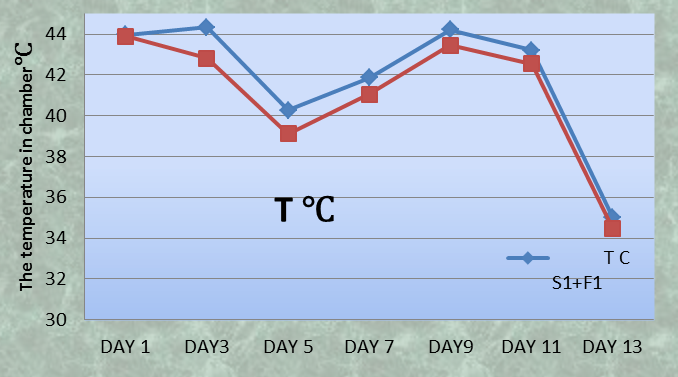 The temperature in chamber °C
44
42
40
38
36
34
32
30
T °C
T C
S1+F1
DAY 1 DAY3 DAY 5 DAY 7 DAY9 DAY 11 DAY 13